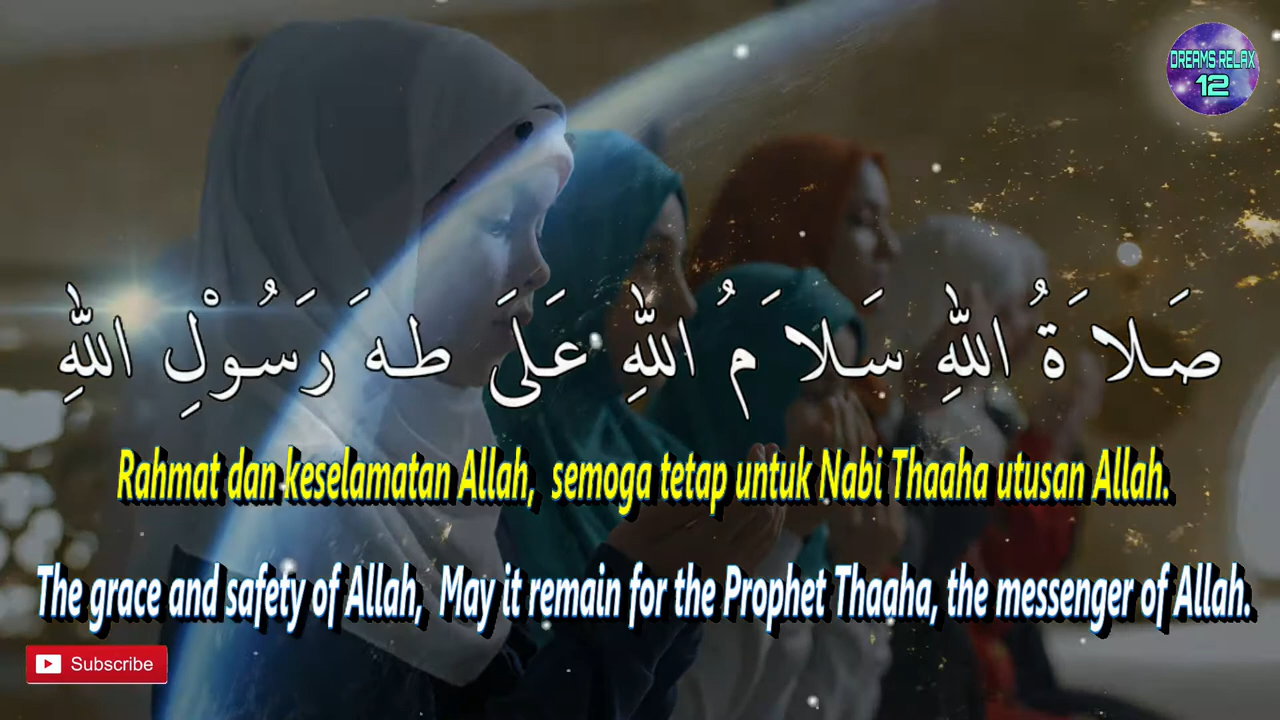 DREAMS RELAX
12
صَلاَةُ اللّٰهِ سَلاَمُ اللّٰهِ عَلَىَ طهَ رَسُوْلِ اللّٰهِ
Rahmat dan keselamatan Allah, semoga tetap untuk Nabi Thaaha utusan Allah.
The grace and safety of Allah, May it remain for the Prophet Thaaha, the messenger of Allah.
Subscribe